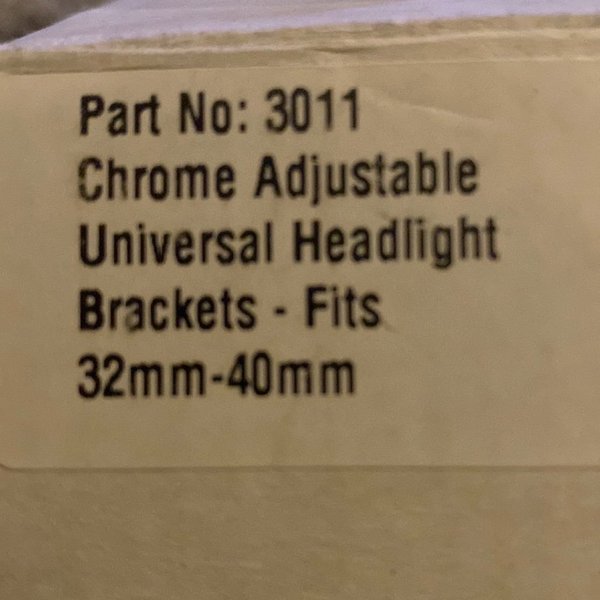 Part No: 3011
Chrome Adjustable
Universal Headlight
Brackets - Fits
32mm-40mm